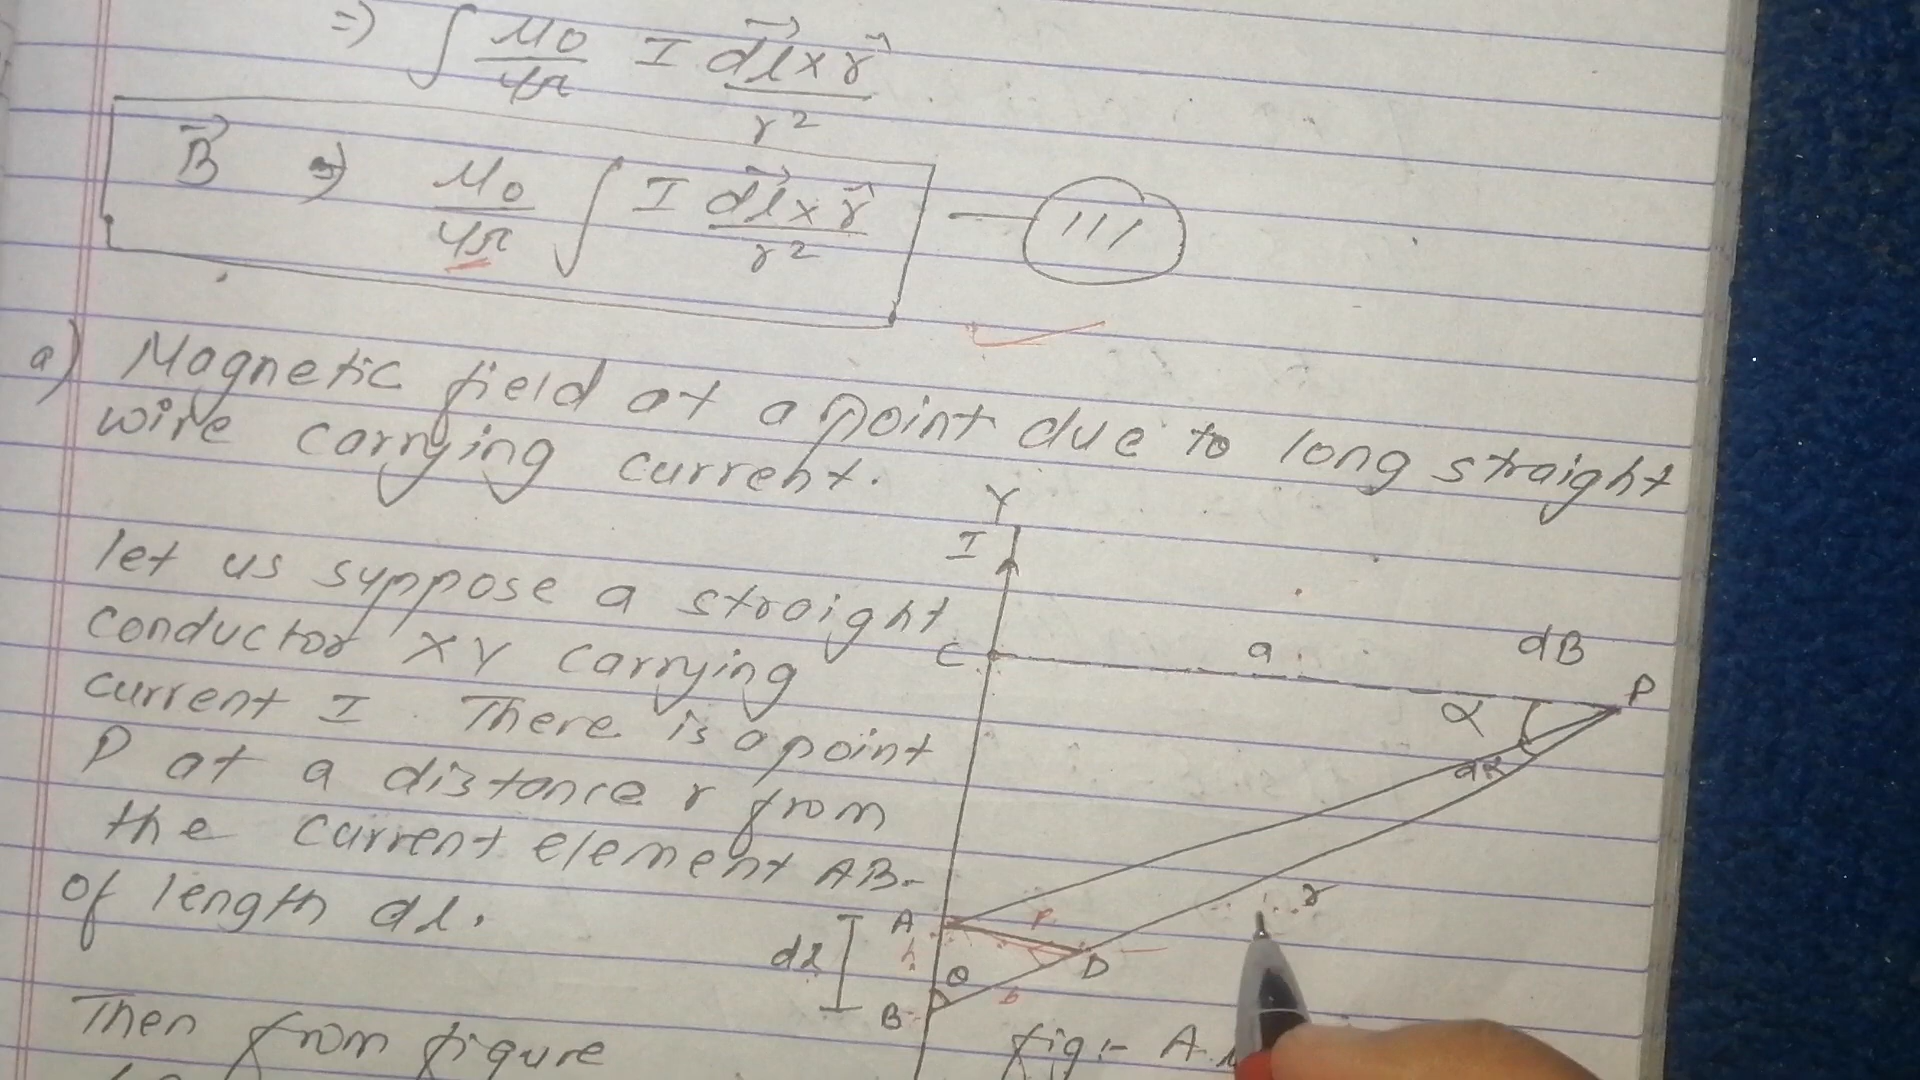 =) ∫ μ0/4π I dl⃗ x r̂ / r²
B⃗ => μ0/4π ∫ I dl⃗ x r̂ / r² — III
a) Magnetic field at a point due to long straight
wire carrying current.
Y
I
let us suppose a straight
conductor XY carrying
C a dB
P
current I. There is a point
α
P at a distance r from
dα
the current element AB.
r
of length dl.
A P
dl h D
θ
B b
Then from figure
fig:- A.